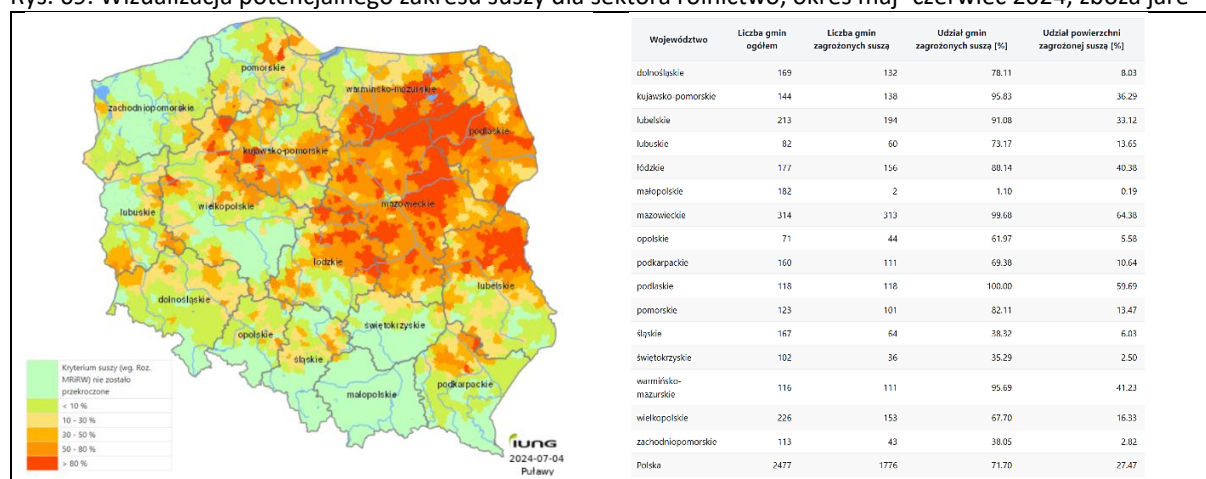 Rys. 69. Wizualizacja potencjalnego zakresu suszy dla sektora rolnictwo, okres maj- czerwiec 2024, zboża jare
pomorskie
warmińsko-mazurskie
zachodniopomorskie
podlaskie
kujawsko-pomorskie
lubuskie
wielkopolskie
mazowieckie
łódzkie
lubelskie
dolnośląskie
świętokrzyskie
opolskie
śląskie
podkarpackie
małopolskie
Kryterium suszy (wg. Roz.
MRiRW) nie zostało
przekroczone
< 10 %
10 - 30 %
30 - 50 %
50 - 80 %
> 80 %
IUNG
2024-07-04
Puławy
Województwo Liczba gmin ogółem Liczba gmin zagrożonych suszą Udział gmin zagrożonych suszą [%] Udział powierzchni zagrożonej suszą [%]
dolnośląskie 169 132 78.11 8.03
kujawsko-pomorskie 144 138 95.83 36.29
lubelskie 213 194 91.08 33.12
lubuskie 82 60 73.17 13.65
łódzkie 177 156 88.14 40.38
małopolskie 182 2 1.10 0.19
mazowieckie 314 313 99.68 64.38
opolskie 71 44 61.97 5.58
podkarpackie 160 111 69.38 10.64
podlaskie 118 118 100.00 59.69
pomorskie 123 101 82.11 13.47
śląskie 167 64 38.32 6.03
świętokrzyskie 102 36 35.29 2.50
warmińsko-mazurskie 116 111 95.69 41.23
wielkopolskie 226 153 67.70 16.33
zachodniopomorskie 113 43 38.05 2.82
Polska 2477 1776 71.70 27.47